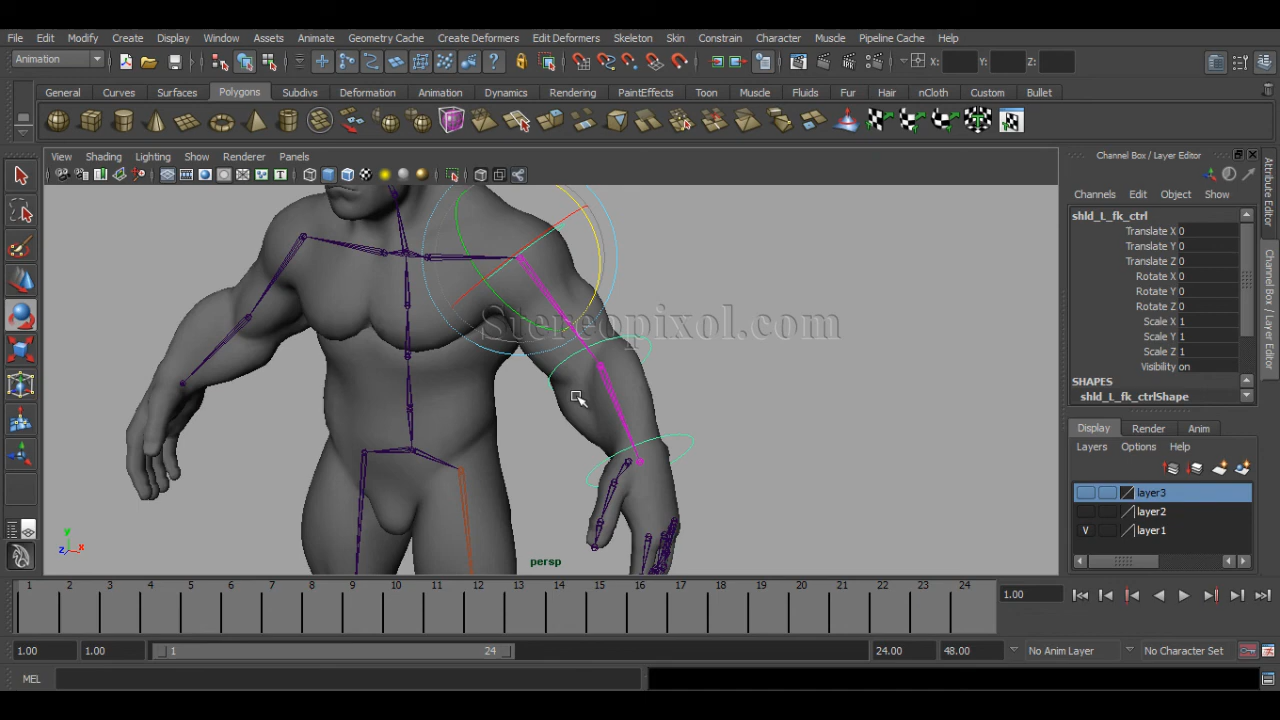 File Edit Modify Create Display Window Assets Animate Geometry Cache Create Deformers Edit Deformers Skeleton Skin Constrain Character Muscle Pipeline Cache Help
Animation X: Y: Z:
General Curves Surfaces Polygons Subdivs Deformation Animation Dynamics Rendering PaintEffects Toon Muscle Fluids Fur Hair nCloth Custom Bullet
View Shading Lighting Show Renderer Panels
Channel Box / Layer Editor
Channels Edit Object Show
shld_L_fk_ctrl
Translate X 0
Translate Y 0
Translate Z 0
Rotate X 0
Rotate Y 0
Rotate Z 0
Scale X 1
Scale Y 1
Scale Z 1
Visibility on
SHAPES
shld_L_fk_ctrlShape
Display Render Anim
Layers Options Help
layer3
layer2
V layer1
Attribute Editor
Channel Box / Layer Editor
Stereopixol.com
y
z x
persp
1 2 3 4 5 6 7 8 9 10 11 12 13 14 15 16 17 18 19 20 21 22 23 24
1.00
1.00 1.00 1 24 24.00 48.00 No Anim Layer No Character Set
MEL